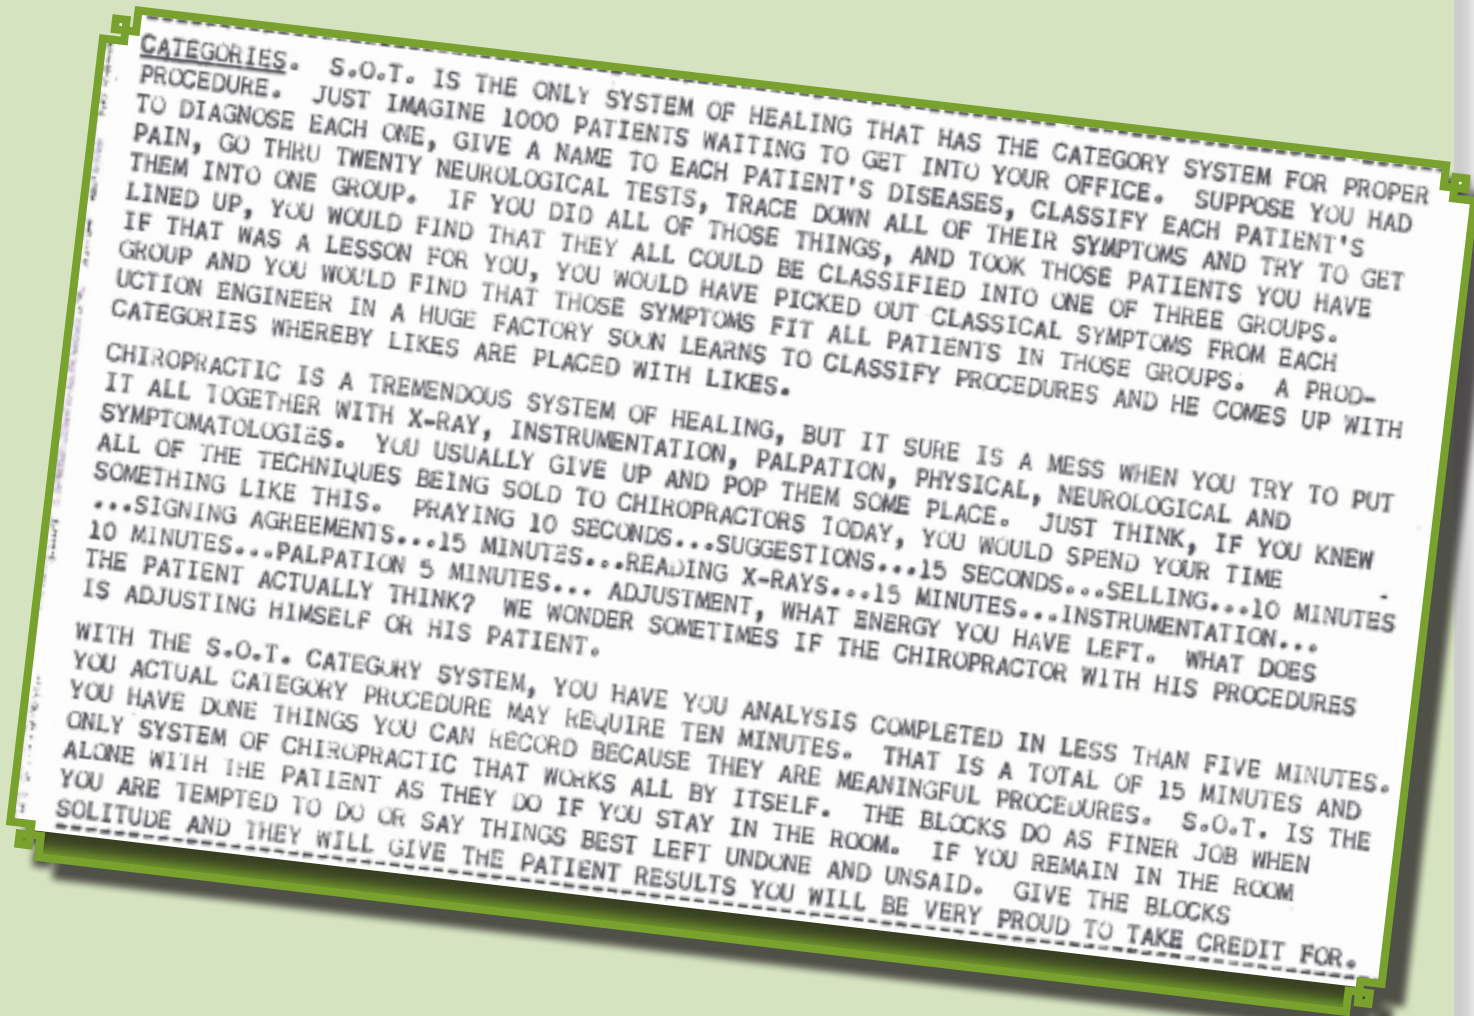 CATEGORIES. S.O.T. IS THE ONLY SYSTEM OF HEALING THAT HAS THE CATEGORY SYSTEM FOR PROPER
PROCEDURE. JUST IMAGINE 1000 PATIENTS WAITING TO GET INTO YOUR OFFICE. SUPPOSE YOU HAD
TO DIAGNOSE EACH ONE, GIVE A NAME TO EACH PATIENT'S DISEASES, CLASSIFY EACH PATIENT'S
PAIN, GO THRU TWENTY NEUROLOGICAL TESTS, TRACE DOWN ALL OF THEIR SYMPTOMS AND TRY TO GET
THEM INTO ONE GROUP. IF YOU DID ALL OF THOSE THINGS, AND TOOK THOSE PATIENTS YOU HAVE
LINED UP, YOU WOULD FIND THAT THEY ALL COULD BE CLASSIFIED INTO ONE OF THREE GROUPS.
IF THAT WAS A LESSON FOR YOU, YOU WOULD HAVE PICKED OUT CLASSICAL SYMPTOMS FROM EACH
GROUP AND YOU WOULD FIND THAT THOSE SYMPTOMS FIT ALL PATIENTS IN THOSE GROUPS. A PROD-
UCTION ENGINEER IN A HUGE FACTORY SOON LEARNS TO CLASSIFY PROCEDURES AND HE COMES UP WITH
CATEGORIES WHEREBY LIKES ARE PLACED WITH LIKES.
CHIROPRACTIC IS A TREMENDOUS SYSTEM OF HEALING, BUT IT SURE IS A MESS WHEN YOU TRY TO PUT
IT ALL TOGETHER WITH X-RAY, INSTRUMENTATION, PALPATION, PHYSICAL, NEUROLOGICAL AND
SYMPTOMATOLOGIES. YOU USUALLY GIVE UP AND POP THEM SOME PLACE. JUST THINK, IF YOU KNEW
ALL OF THE TECHNIQUES BEING SOLD TO CHIROPRACTORS TODAY, YOU WOULD SPEND YOUR TIME
SOMETHING LIKE THIS. PRAYING 10 SECONDS...SUGGESTIONS...15 SECONDS...SELLING...10 MINUTES
...SIGNING AGREEMENTS...15 MINUTES...READING X-RAYS...15 MINUTES...INSTRUMENTATION...
10 MINUTES...PALPATION 5 MINUTES... ADJUSTMENT, WHAT ENERGY YOU HAVE LEFT. WHAT DOES
THE PATIENT ACTUALLY THINK? WE WONDER SOMETIMES IF THE CHIROPRACTOR WITH HIS PROCEDURES
IS ADJUSTING HIMSELF OR HIS PATIENT.
WITH THE S.O.T. CATEGORY SYSTEM, YOU HAVE YOU ANALYSIS COMPLETED IN LESS THAN FIVE MINUTES.
YOU ACTUAL CATEGORY PROCEDURE MAY REQUIRE TEN MINUTES. THAT IS A TOTAL OF 15 MINUTES AND
YOU HAVE DONE THINGS YOU CAN RECORD BECAUSE THEY ARE MEANINGFUL PROCEDURES. S.O.T. IS THE
ONLY SYSTEM OF CHIROPRACTIC THAT WORKS ALL BY ITSELF. THE BLOCKS DO AS FINER JOB WHEN
ALONE WITH THE PATIENT AS THEY DO IF YOU STAY IN THE ROOM. IF YOU REMAIN IN THE ROOM
YOU ARE TEMPTED TO DO OR SAY THINGS BEST LEFT UNDONE AND UNSAID. GIVE THE BLOCKS
SOLITUDE AND THEY WILL GIVE THE PATIENT RESULTS YOU WILL BE VERY PROUD TO TAKE CREDIT FOR.